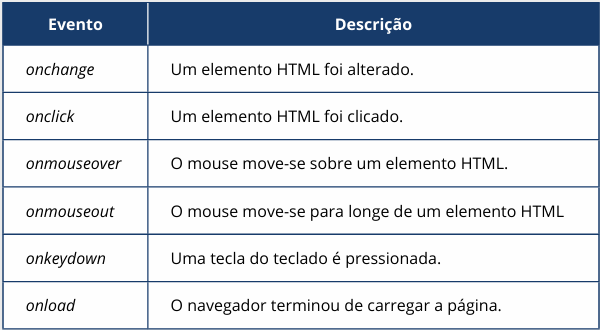 Evento Descrição
onchange Um elemento HTML foi alterado.
onclick Um elemento HTML foi clicado.
onmouseover O mouse move-se sobre um elemento HTML.
onmouseout O mouse move-se para longe de um elemento HTML
onkeydown Uma tecla do teclado é pressionada.
onload O navegador terminou de carregar a página.